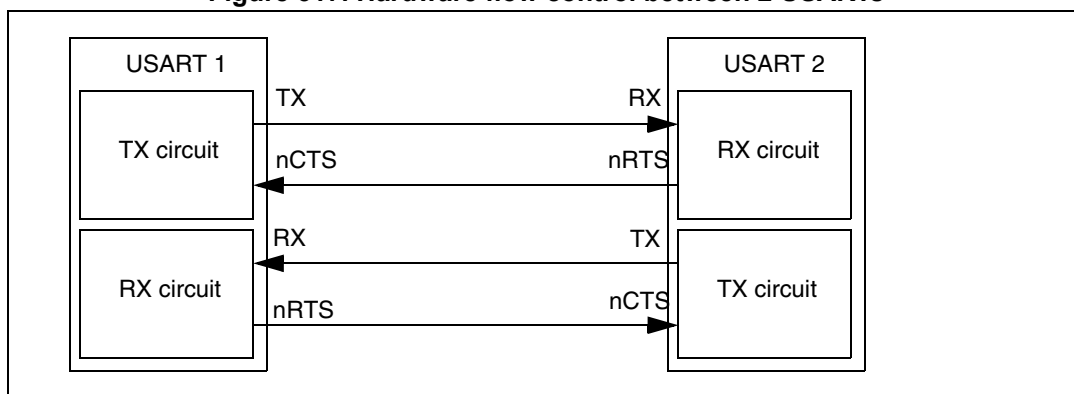 USART 1
USART 2
TX
RX
TX circuit
RX circuit
nCTS
nRTS
RX
TX
RX circuit
TX circuit
nRTS
nCTS